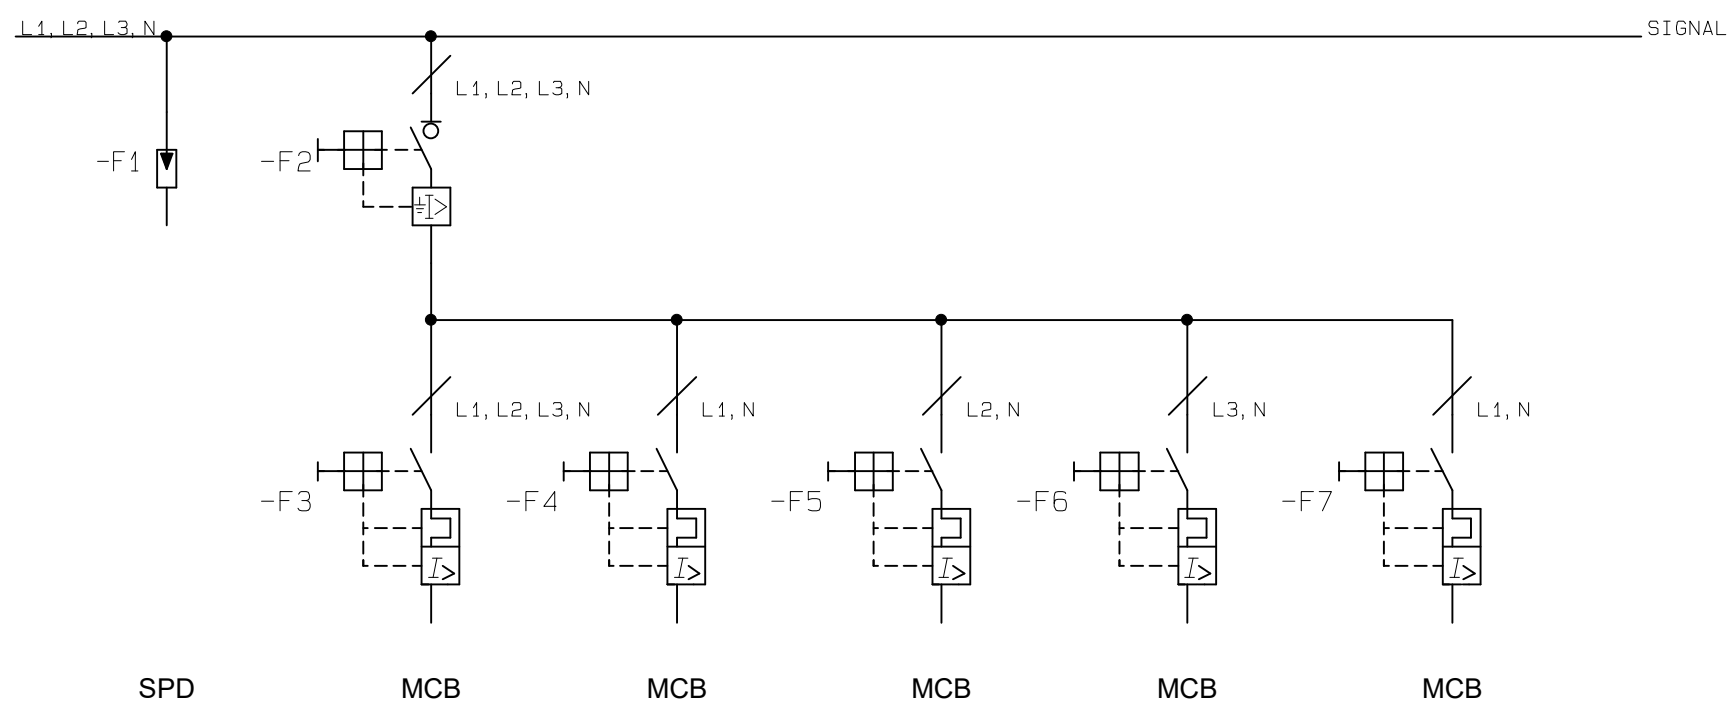 L1, L2, L3, N
SIGNAL
L1, L2, L3, N
-F1
-F2
I>
L1, L2, L3, N
L1, N
L2, N
L3, N
L1, N
-F3
-F4
-F5
-F6
-F7
I>
I>
I>
I>
I>
SPD
MCB
MCB
MCB
MCB
MCB